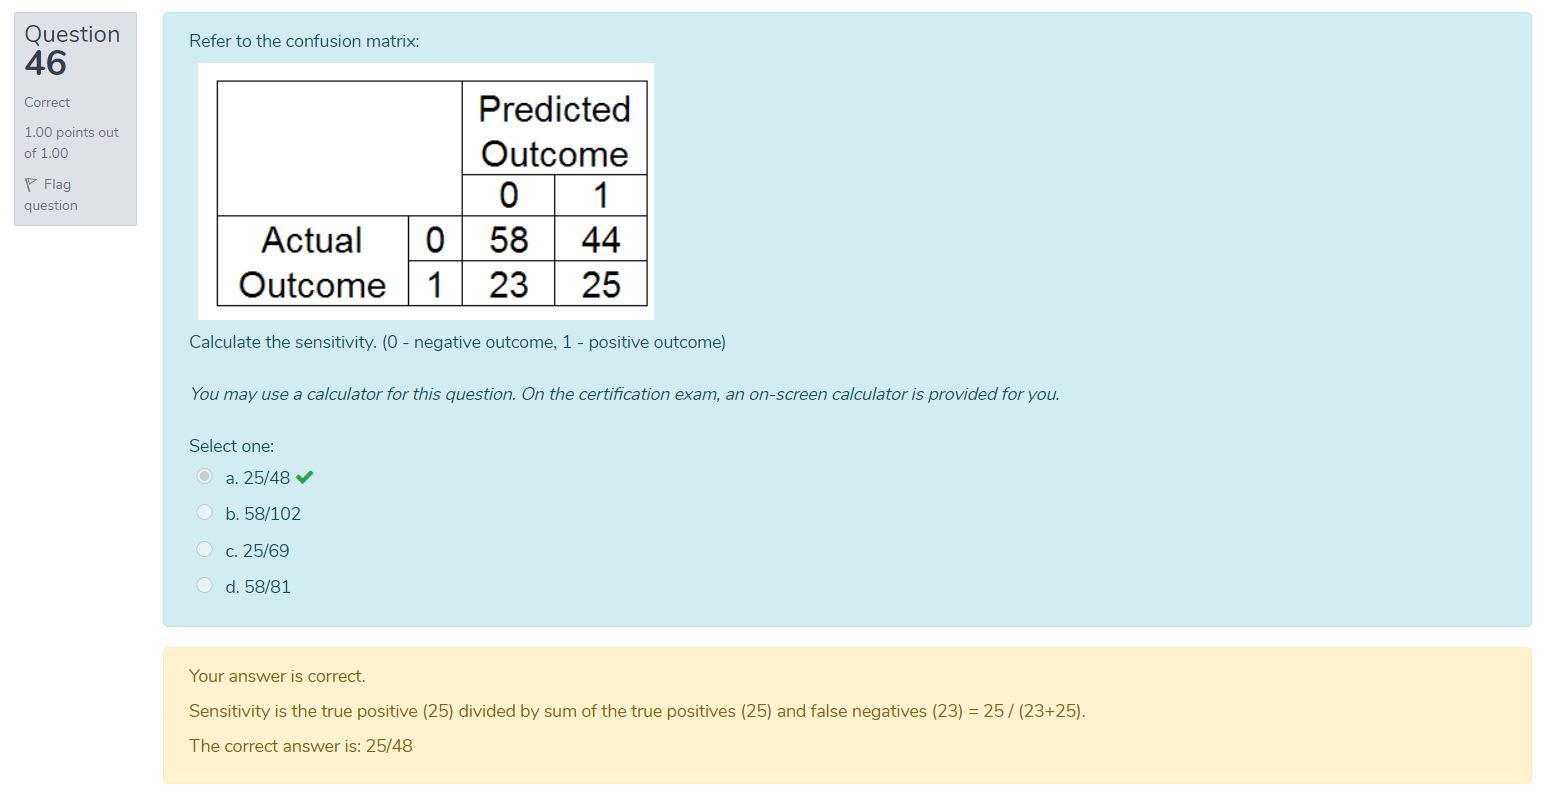 Question
46
Correct
1.00 points out
of 1.00
Flag
question
Refer to the confusion matrix:
Predicted
Outcome
0 1
Actual 0 58 44
Outcome 1 23 25
Calculate the sensitivity. (0 - negative outcome, 1 - positive outcome)
You may use a calculator for this question. On the certification exam, an on-screen calculator is provided for you.
Select one:
a. 25/48
b. 58/102
c. 25/69
d. 58/81
Your answer is correct.
Sensitivity is the true positive (25) divided by sum of the true positives (25) and false negatives (23) = 25 / (23+25).
The correct answer is: 25/48